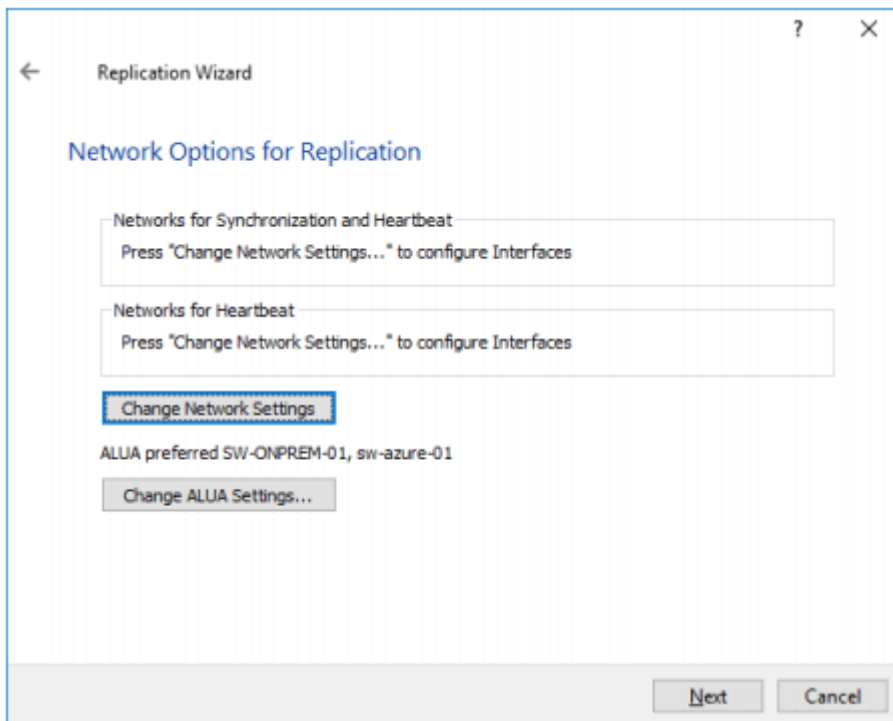 ?
Replication Wizard
Network Options for Replication
Networks for Synchronization and Heartbeat
Press "Change Network Settings..." to configure Interfaces
Networks for Heartbeat
Press "Change Network Settings..." to configure Interfaces
Change Network Settings
ALUA preferred SW-ONPREM-01, sw-azure-01
Change ALUA Settings...
Next Cancel